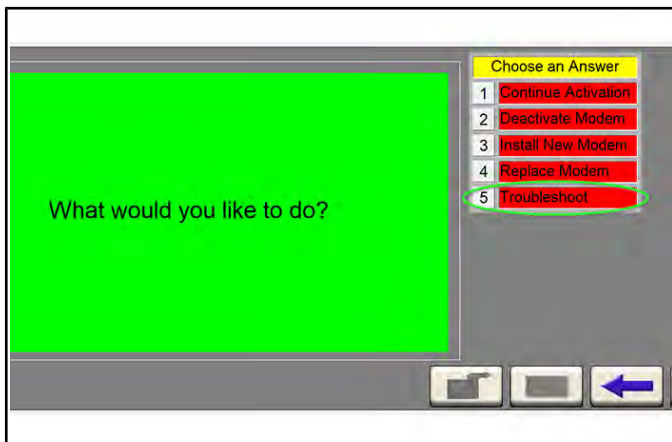 What would you like to do?
Choose an Answer
1 Continue Activation
2 Deactivate Modem
3 Install New Modem
4 Replace Modem
5 Troubleshoot